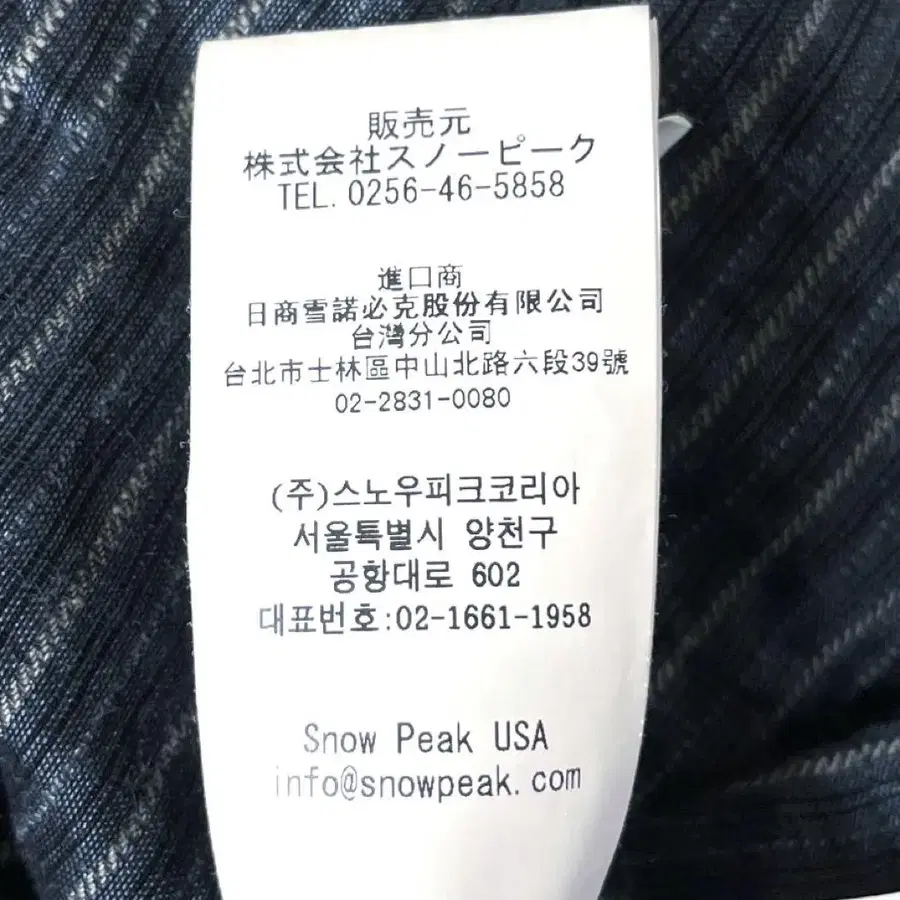 販売元
株式会社スノーピーク
TEL. 0256-46-5858
進口商
日商雪諾必克股份有限公司
台灣分公司
台北市士林區中山北路六段39號
02-2831-0080
(주)스노우피크코리아
서울특별시 양천구
공항대로 602
대표번호:02-1661-1958
Snow Peak USA
info@snowpeak.com